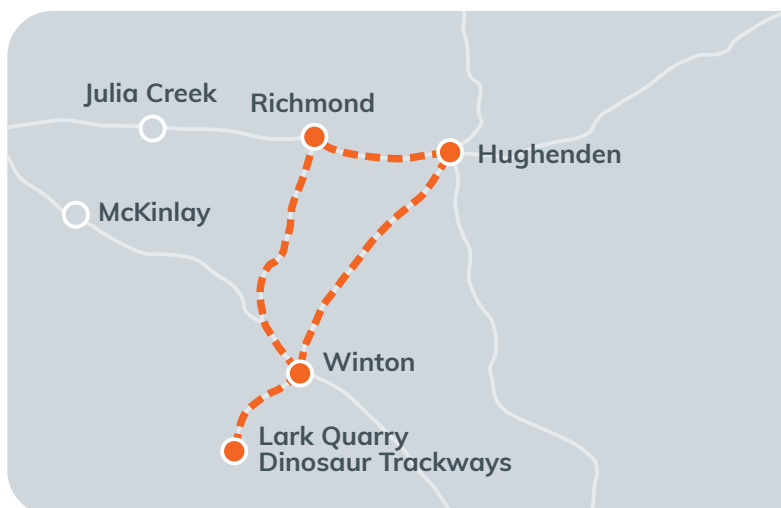 Julia Creek
Richmond
Hughenden
McKinlay
Winton
Lark Quarry
Dinosaur Trackways